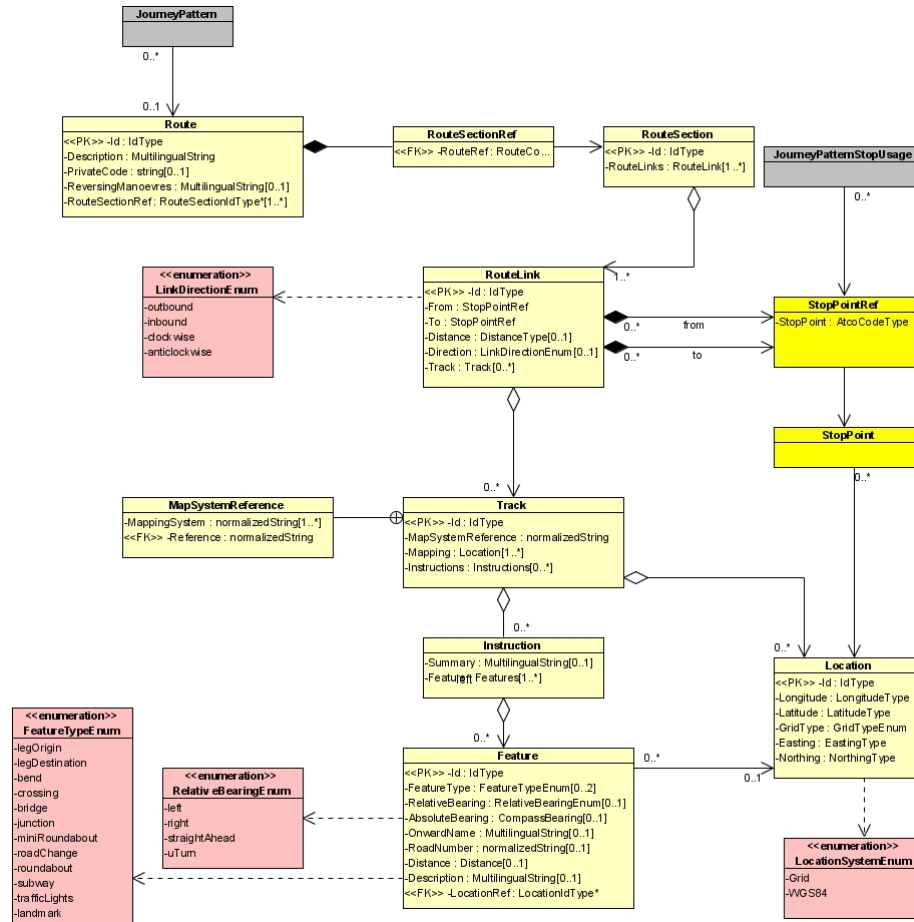 JourneyPattern
0..*
0..1
Route
<<PK>> -Id : IdType
-Description : MultilingualString
-PrivateCode : string[0..1]
-ReversingManoevres : MultilingualString[0..1]
-RouteSectionRef : RouteSectionIdType*[1..*]
RouteSectionRef
<<FK>> -RouteRef : RouteCo...
RouteSection
<<PK>> -Id : IdType
-RouteLinks : RouteLink[1..*]
JourneyPatternStopUsage
0..*
<<enumeration>>
LinkDirectionEnum
-outbound
-inbound
-clockwise
-anticlockwise
1..*
RouteLink
<<PK>> -Id : IdType
-From : StopPointRef
-To : StopPointRef
-Distance : DistanceType[0..1]
-Direction : LinkDirectionEnum[0..1]
-Track : Track[0..*]
0..*
from
0..*
to
StopPointRef
-StopPoint : AtcoCodeType
StopPoint
0..*
0..*
MapSystemReference
-MappingSystem : normalizedString[1..*]
<<FK>> -Reference : normalizedString
Track
<<PK>> -Id : IdType
-MapSystemReference : normalizedString
-Mapping : Location[1..*]
-Instructions : Instructions[0..*]
0..*
0..*
Instruction
-Summary : MultilingualString[0..1]
-Feature : Features[1..*]
left
0..*
Location
<<PK>> -Id : IdType
-Longitude : LongitudeType
-Latitude : LatitudeType
-GridType : GridTypeEnum
-Easting : EastingType
-Northing : NorthingType
<<enumeration>>
FeatureTypeEnum
-legOrigin
-legDestination
-bend
-crossing
-bridge
-junction
-miniRoundabout
-roadChange
-roundabout
-subway
-trafficLights
-landmark
<<enumeration>>
RelativeBearingEnum
-left
-right
-straightAhead
-uTurn
Feature
<<PK>> -Id : IdType
-FeatureType : FeatureTypeEnum[0..2]
-RelativeBearing : RelativeBearingEnum[0..1]
-AbsoluteBearing : CompassBearing[0..1]
-OnwardName : MultilingualString[0..1]
-RoadNumber : normalizedString[0..1]
-Distance : Distance[0..1]
-Description : MultilingualString[0..1]
<<FK>> -LocationRef : LocationIdType*
0..*
0..1
<<enumeration>>
LocationSystemEnum
-Grid
-WGS84